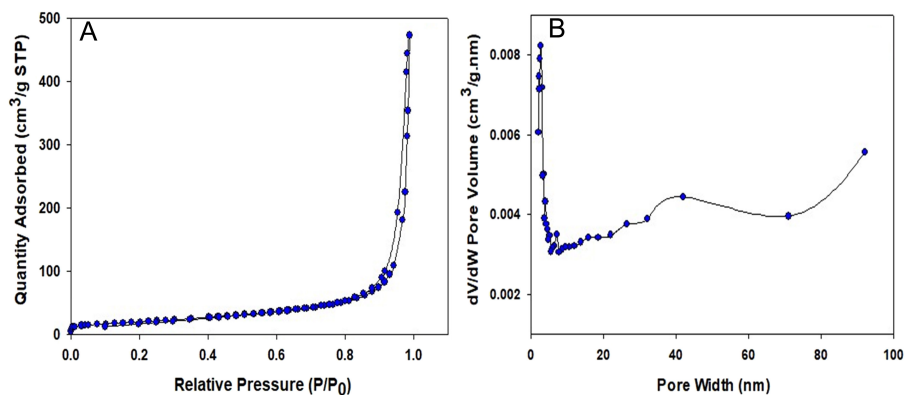 A
500
400
300
200
100
0
Quantity Adsorbed (cm³/g STP)
0.0 0.2 0.4 0.6 0.8 1.0
Relative Pressure (P/P₀)
B
0.008
0.006
0.004
0.002
dV/dW Pore Volume (cm³/g.nm)
0 20 40 60 80 100
Pore Width (nm)